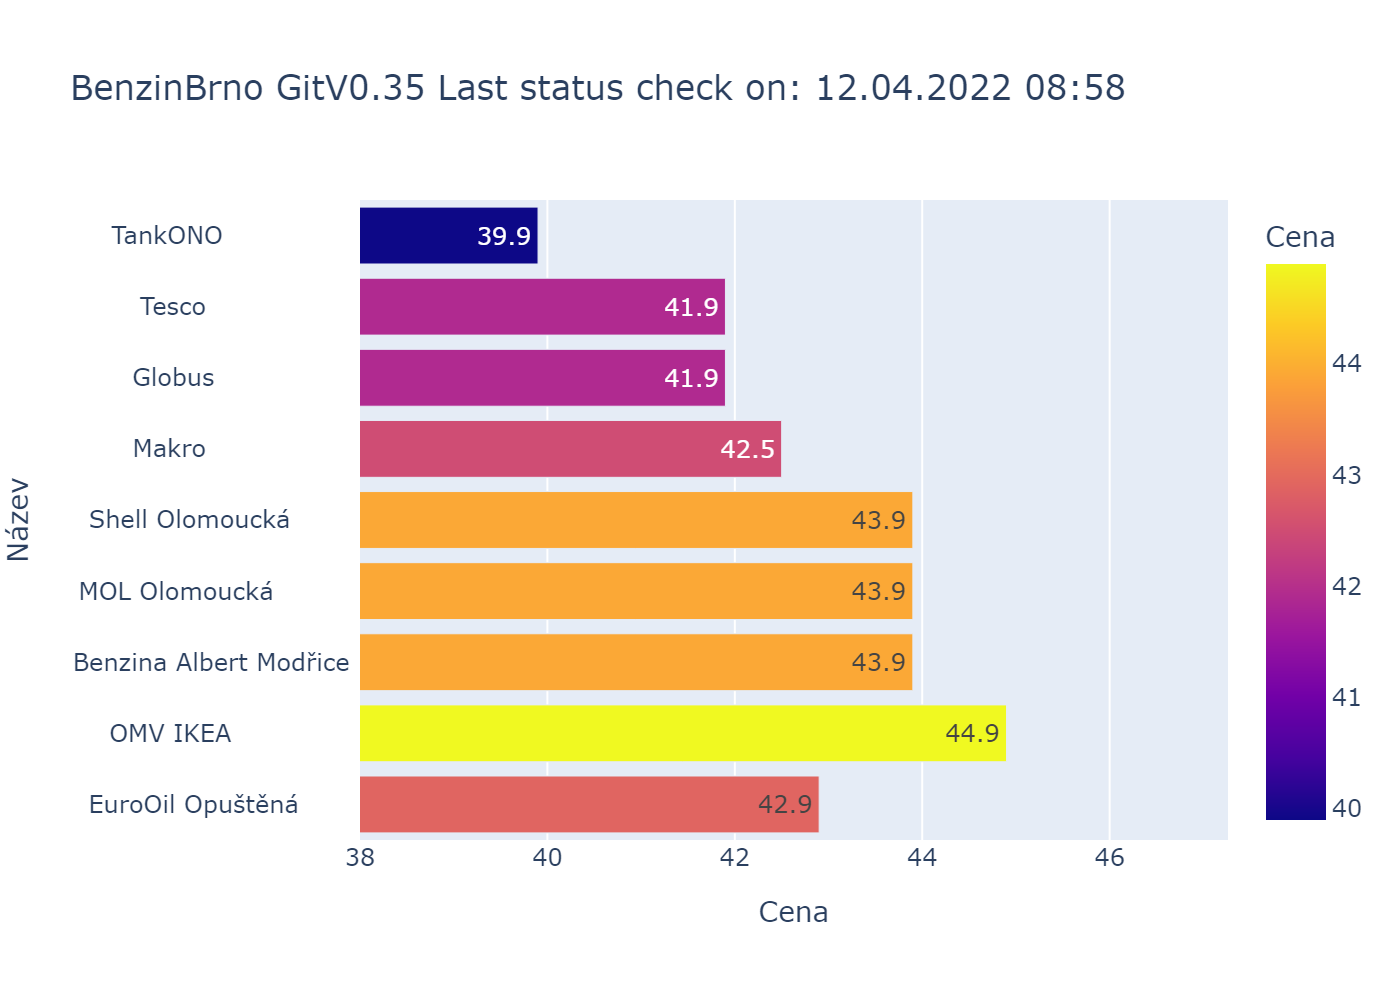 BenzinBrno GitV0.35 Last status check on: 12.04.2022 08:58
Název
TankONO
39.9
Tesco
41.9
Globus
41.9
Makro
42.5
Shell Olomoucká
43.9
MOL Olomoucká
43.9
Benzina Albert Modřice
43.9
OMV IKEA
44.9
EuroOil Opuštěná
42.9
38 40 42 44 46
Cena
Cena
44
43
42
41
40